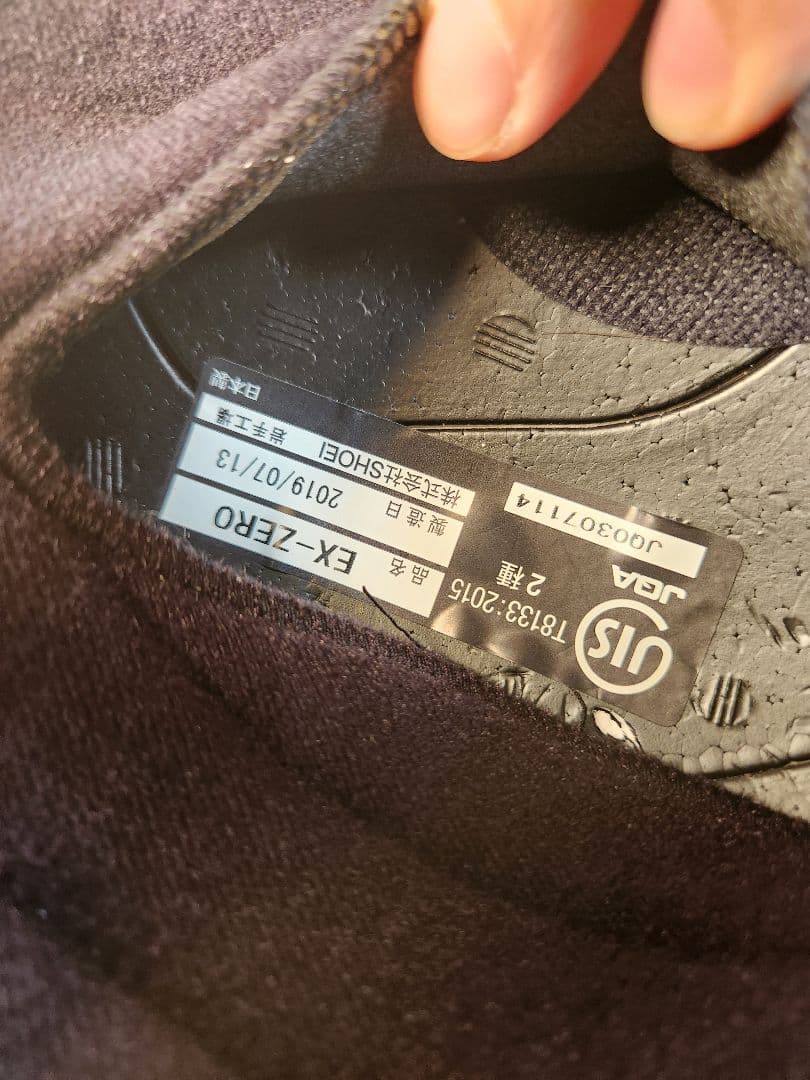 JIS
T8133:2015
2種
JQA
JQ0307114
品名 EX-ZERO
製造日 2019/07/13
株式会社SHOEI 岩手工場
日本製